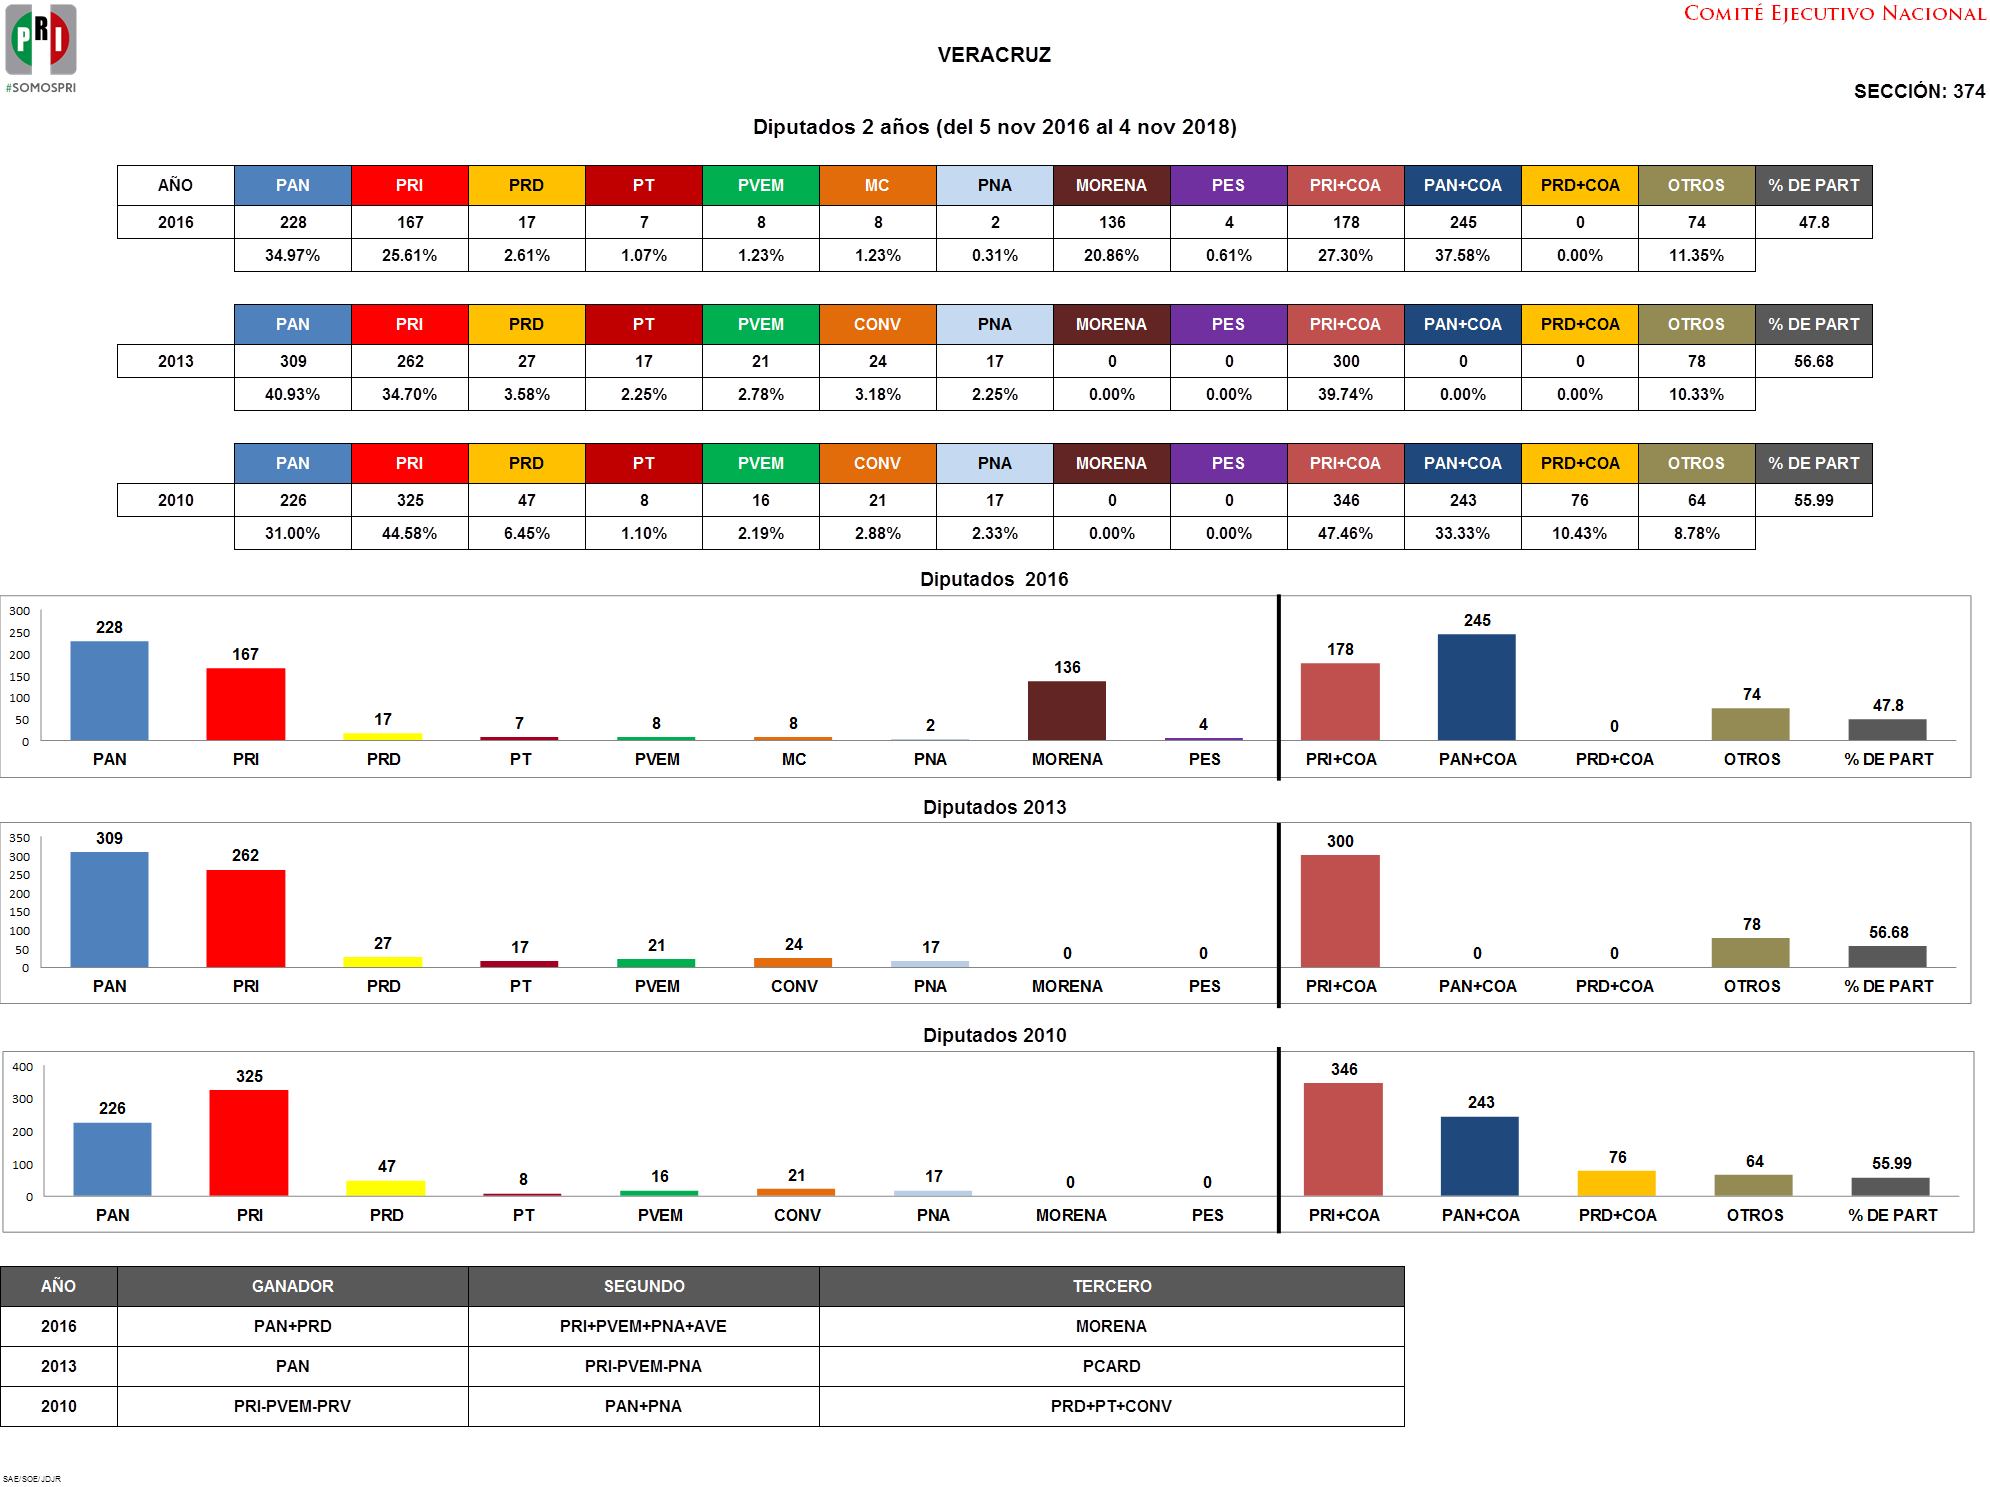 PRI
#SOMOSPRI
COMITÉ EJECUTIVO NACIONAL
VERACRUZ
SECCIÓN: 374
Diputados 2 años (del 5 nov 2016 al 4 nov 2018)
AÑO PAN PRI PRD PT PVEM MC PNA MORENA PES PRI+COA PAN+COA PRD+COA OTROS % DE PART
2016 228 167 17 7 8 8 2 136 4 178 245 0 74 47.8
34.97% 25.61% 2.61% 1.07% 1.23% 1.23% 0.31% 20.86% 0.61% 27.30% 37.58% 0.00% 11.35%
PAN PRI PRD PT PVEM CONV PNA MORENA PES PRI+COA PAN+COA PRD+COA OTROS % DE PART
2013 309 262 27 17 21 24 17 0 0 300 0 0 78 56.68
40.93% 34.70% 3.58% 2.25% 2.78% 3.18% 2.25% 0.00% 0.00% 39.74% 0.00% 0.00% 10.33%
PAN PRI PRD PT PVEM CONV PNA MORENA PES PRI+COA PAN+COA PRD+COA OTROS % DE PART
2010 226 325 47 8 16 21 17 0 0 346 243 76 64 55.99
31.00% 44.58% 6.45% 1.10% 2.19% 2.88% 2.33% 0.00% 0.00% 47.46% 33.33% 10.43% 8.78%
Diputados 2016
300
250
200
150
100
50
0
228 167 17 7 8 8 2 136 4 178 245 0 74 47.8
PAN PRI PRD PT PVEM MC PNA MORENA PES PRI+COA PAN+COA PRD+COA OTROS % DE PART
Diputados 2013
350
300
250
200
150
100
50
0
309 262 27 17 21 24 17 0 0 300 0 0 78 56.68
PAN PRI PRD PT PVEM CONV PNA MORENA PES PRI+COA PAN+COA PRD+COA OTROS % DE PART
Diputados 2010
400
300
200
100
0
226 325 47 8 16 21 17 0 0 346 243 76 64 55.99
PAN PRI PRD PT PVEM CONV PNA MORENA PES PRI+COA PAN+COA PRD+COA OTROS % DE PART
AÑO GANADOR SEGUNDO TERCERO
2016 PAN+PRD PRI+PVEM+PNA+AVE MORENA
2013 PAN PRI-PVEM-PNA PCARD
2010 PRI-PVEM-PRV PAN+PNA PRD+PT+CONV
SAE/SOE/JDJR